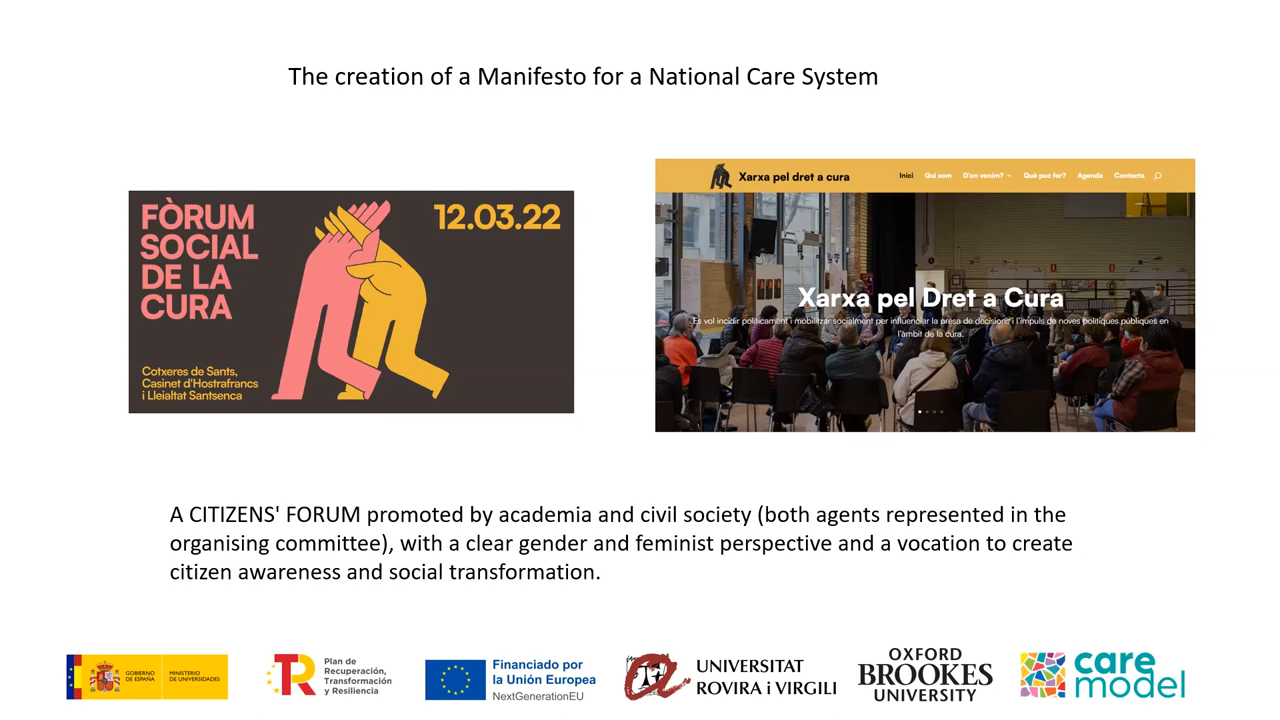 The creation of a Manifesto for a National Care System
FÒRUM
SOCIAL
DE LA
CURA
12.03.22
Cotxeres de Sants,
Casinet d'Hostrafrancs
i Lleialtat Santsenca
Xarxa pel dret a cura
Inici Qui som D'on venim? Què puc fer? Agenda Contacta
Xarxa pel Dret a Cura
Es vol incidir políticament i mobilitzar socialment per influenciar la presa de decisions i l'impuls de noves polítiques públiques en
l'àmbit de la cura.
A CITIZENS' FORUM promoted by academia and civil society (both agents represented in the
organising committee), with a clear gender and feminist perspective and a vocation to create
citizen awareness and social transformation.
GOBIERNO
DE ESPAÑA
MINISTERIO
DE UNIVERSIDADES
TR
Plan de
Recuperación,
Transformación
y Resiliencia
Financiado por
la Unión Europea
NextGenerationEU
UNIVERSITAT
ROVIRA i VIRGILI
OXFORD
BROOKES
UNIVERSITY
care
model